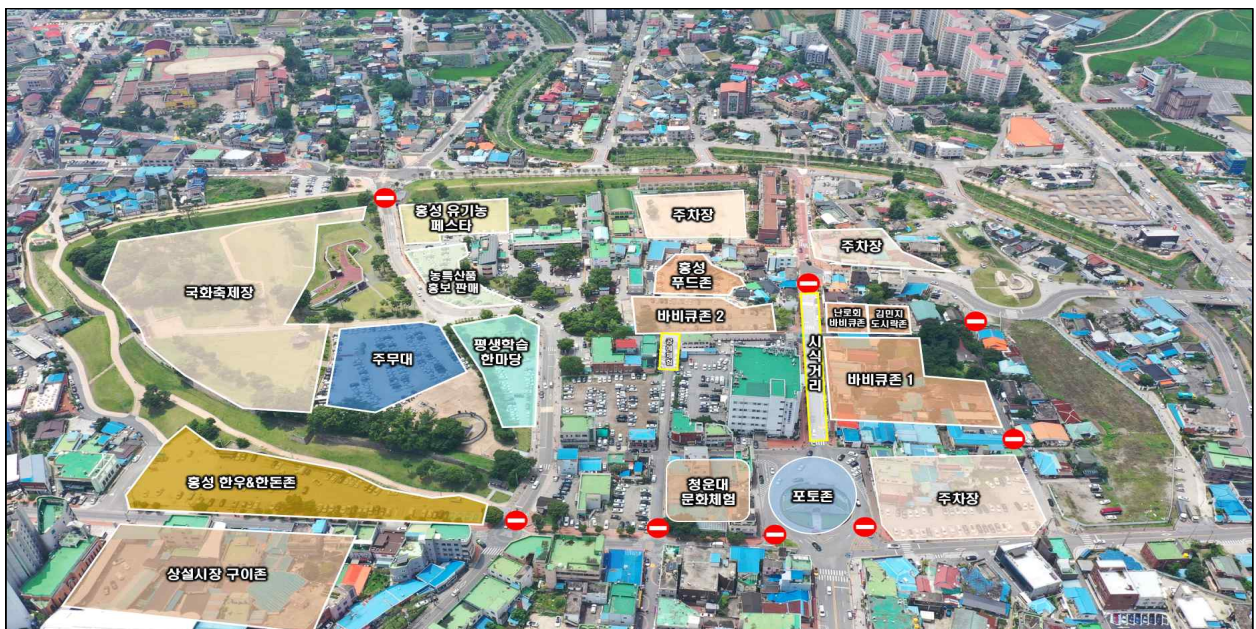 홍성 유기농
페스타
주차장
주차장
농특산품
홍보 판매
홍성
푸드존
국화축제장
바비큐존 2
난로회
바비큐존
김민지
도시락존
주무대
평생학습
한마당
시식거리
바비큐존 1
홍성 한우&한돈존
청운대
문화체험
포토존
주차장
상설시장 구이존